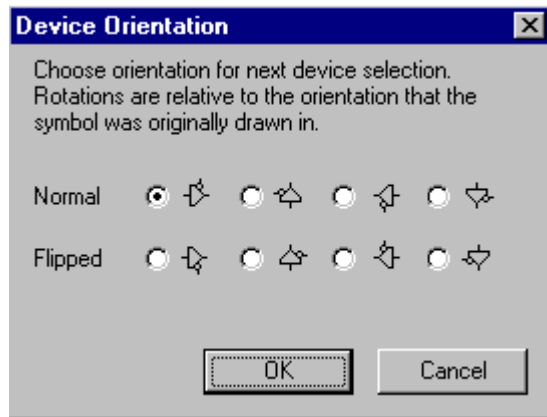 Device Orientation
Choose orientation for next device selection.
Rotations are relative to the orientation that the
symbol was originally drawn in.
Normal
Flipped
OK Cancel